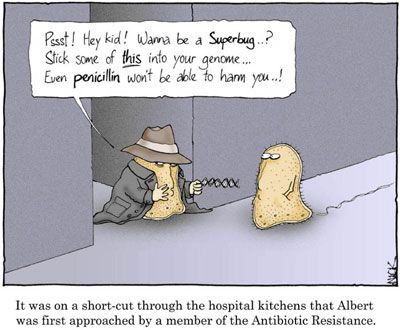 Pssst! Hey kid! Wanna be a Superbug..?
Stick some of this into your genome...
Even penicillin won't be able to harm you..!
NICK
It was on a short-cut through the hospital kitchens that Albert
was first approached by a member of the Antibiotic Resistance.